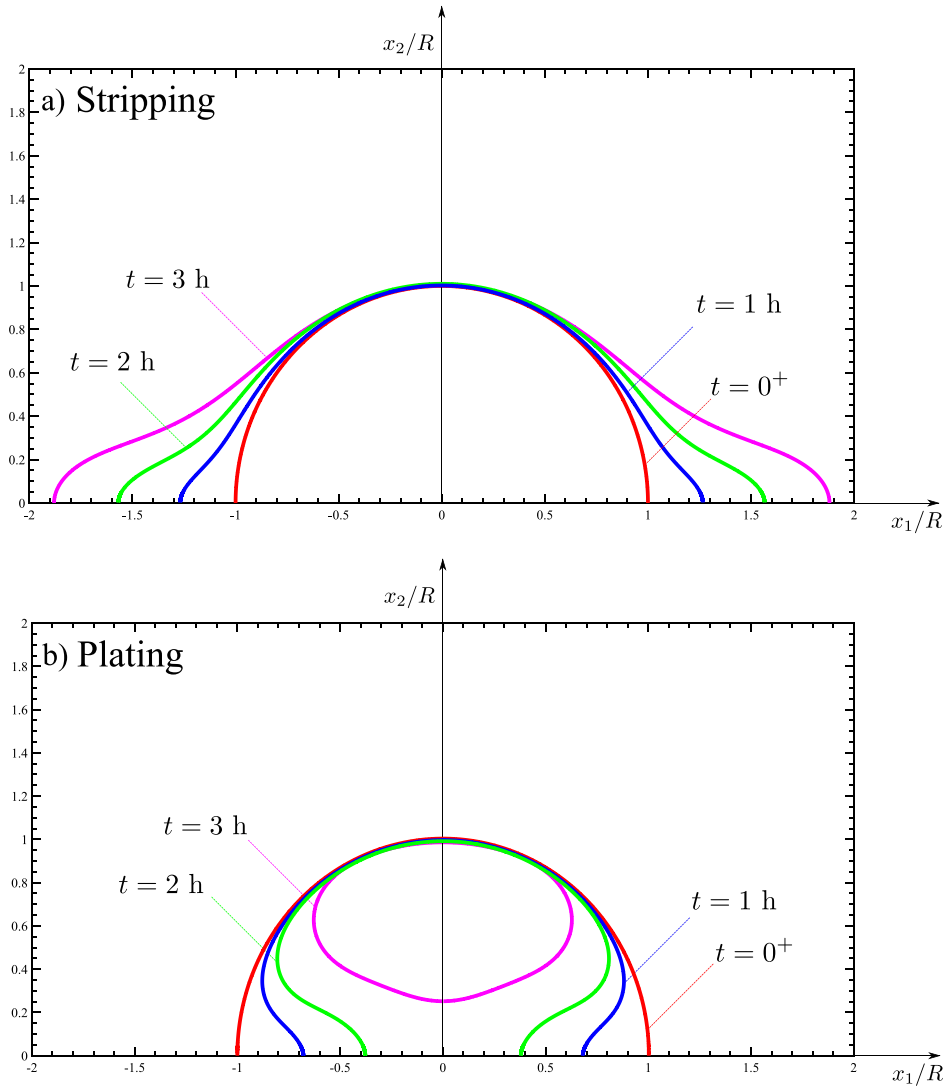 x₂/R
2
a) Stripping
1.8
1.6
1.4
1.2
t = 3 h
t = 1 h
1
0.8
t = 2 h
t = 0⁺
0.6
0.4
0.2
0
-2 -1.5 -1 -0.5 0 0.5 1 1.5 2
x₁/R
x₂/R
2
b) Plating
1.8
1.6
1.4
1.2
t = 3 h
1
t = 2 h
t = 1 h
0.8
t = 0⁺
0.6
0.4
0.2
0
-2 -1.5 -1 -0.5 0 0.5 1 1.5 2
x₁/R